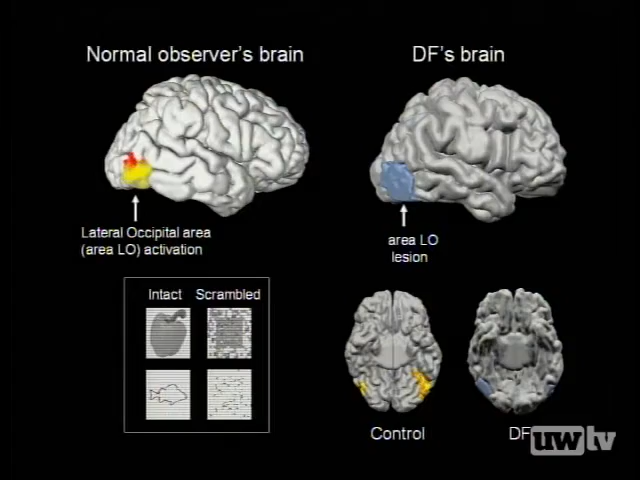 Normal observer's brain
DF's brain
Lateral Occipital area
(area LO) activation
area LO
lesion
Intact Scrambled
Control
DF
uwtv